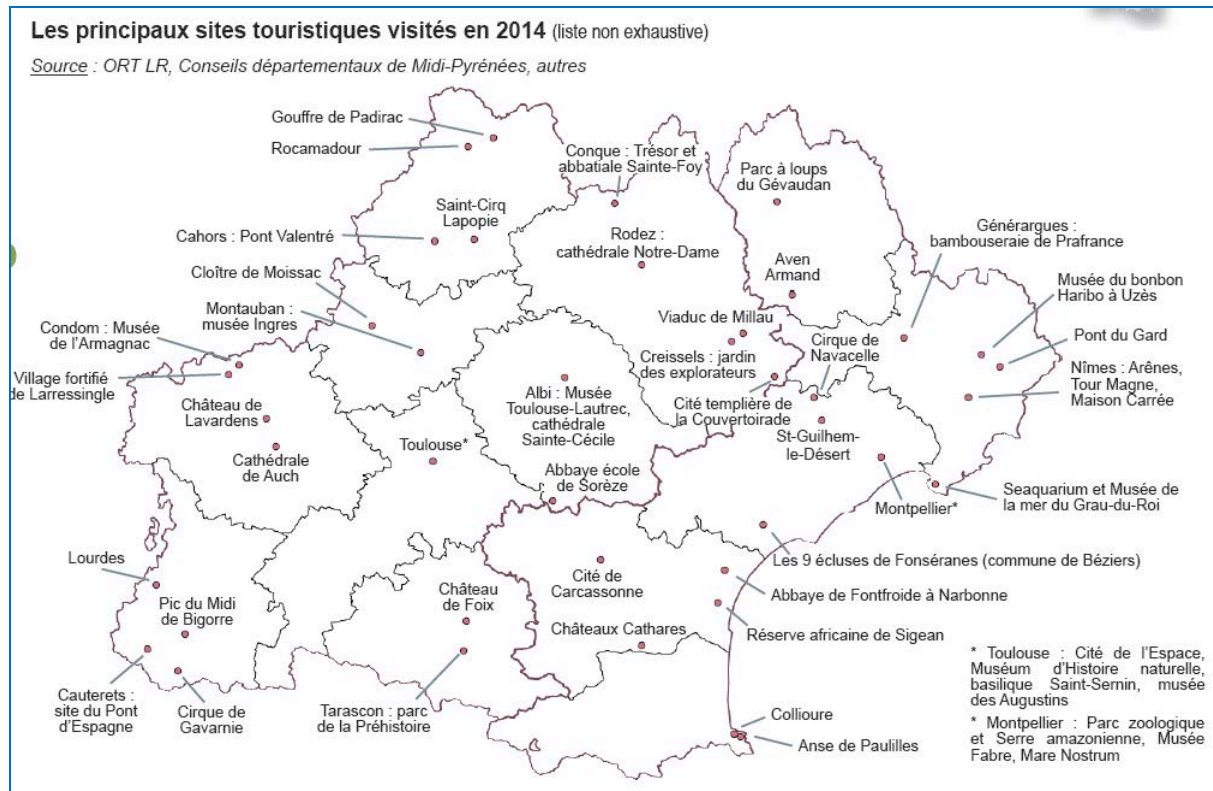 Les principaux sites touristiques visités en 2014 (liste non exhaustive)
Source : ORT LR, Conseils départementaux de Midi-Pyrénées, autres
Gouffre de Padirac
Rocamadour
Conque : Trésor et
abbatiale Sainte-Foy
Parc à loups
du Gévaudan
Saint-Cirq
Lapopie
Cahors : Pont Valentré
Rodez :
cathédrale Notre-Dame
Générargues :
bambouseraie de Prafrance
Cloître de Moissac
Aven
Armand
Musée du bonbon
Haribo à Uzès
Montauban :
musée Ingres
Viaduc de Millau
Condom : Musée
de l'Armagnac
Creissels : jardin
des explorateurs
Cirque de
Navacelle
Pont du Gard
Village fortifié
de Larressingle
Nîmes : Arênes,
Tour Magne,
Maison Carrée
Château de
Lavardens
Albi : Musée
Toulouse-Lautrec,
cathédrale
Sainte-Cécile
Cité templière de
la Couvertoirade
Toulouse*
St-Guilhem-
le-Désert
Cathédrale
de Auch
Abbaye école
de Sorèze
Montpellier*
Seaquarium et Musée de
la mer du Grau-du-Roi
Lourdes
Les 9 écluses de Fonséranes (commune de Béziers)
Cité de
Carcassonne
Abbaye de Fontfroide à Narbonne
Pic du Midi
de Bigorre
Château
de Foix
Châteaux Cathares
Réserve africaine de Sigean
Cauterets :
site du Pont
d'Espagne
Cirque de
Gavarnie
Tarascon : parc
de la Préhistoire
Collioure
Anse de Paulilles
* Toulouse : Cité de l'Espace,
Muséum d'Histoire naturelle,
basilique Saint-Sernin, musée
des Augustins
* Montpellier : Parc zoologique
et Serre amazonienne, Musée
Fabre, Mare Nostrum